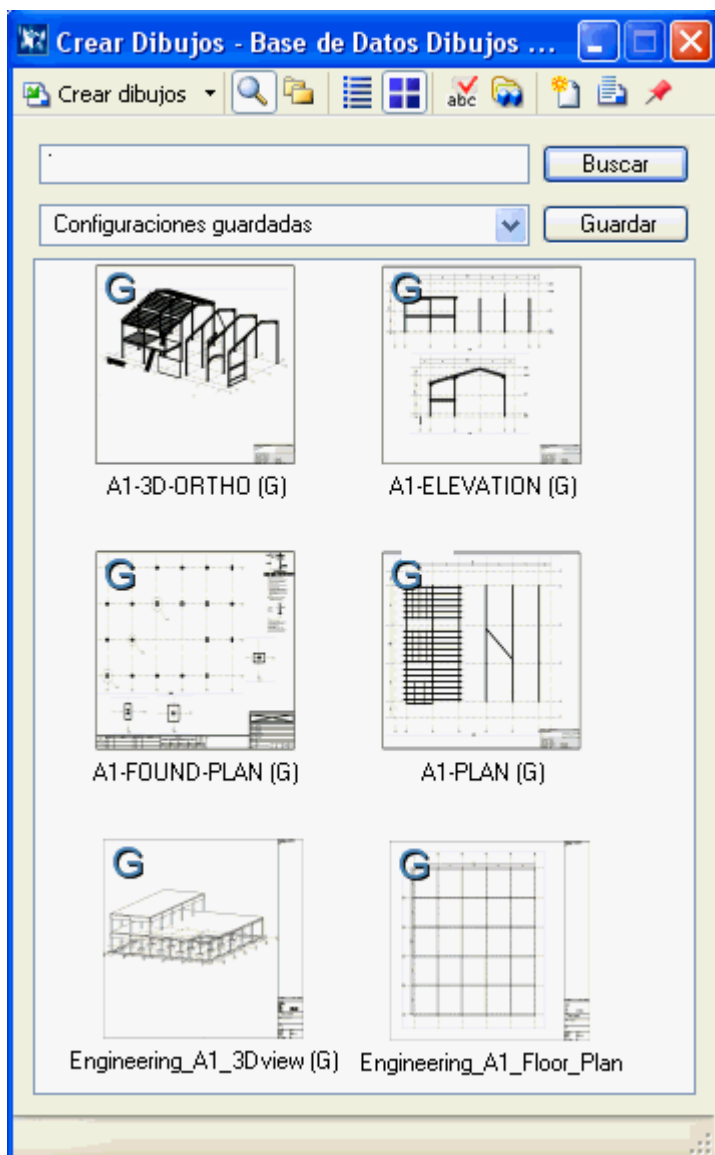 Crear Dibujos - Base de Datos Dibujos ...
Crear dibujos
abc
Buscar
Configuraciones guardadas
Guardar
G
G
A1-3D-ORTHO (G)
A1-ELEVATION (G)
G
G
A1-FOUND-PLAN (G)
A1-PLAN (G)
G
G
Engineering_A1_3Dview (G)
Engineering_A1_Floor_Plan